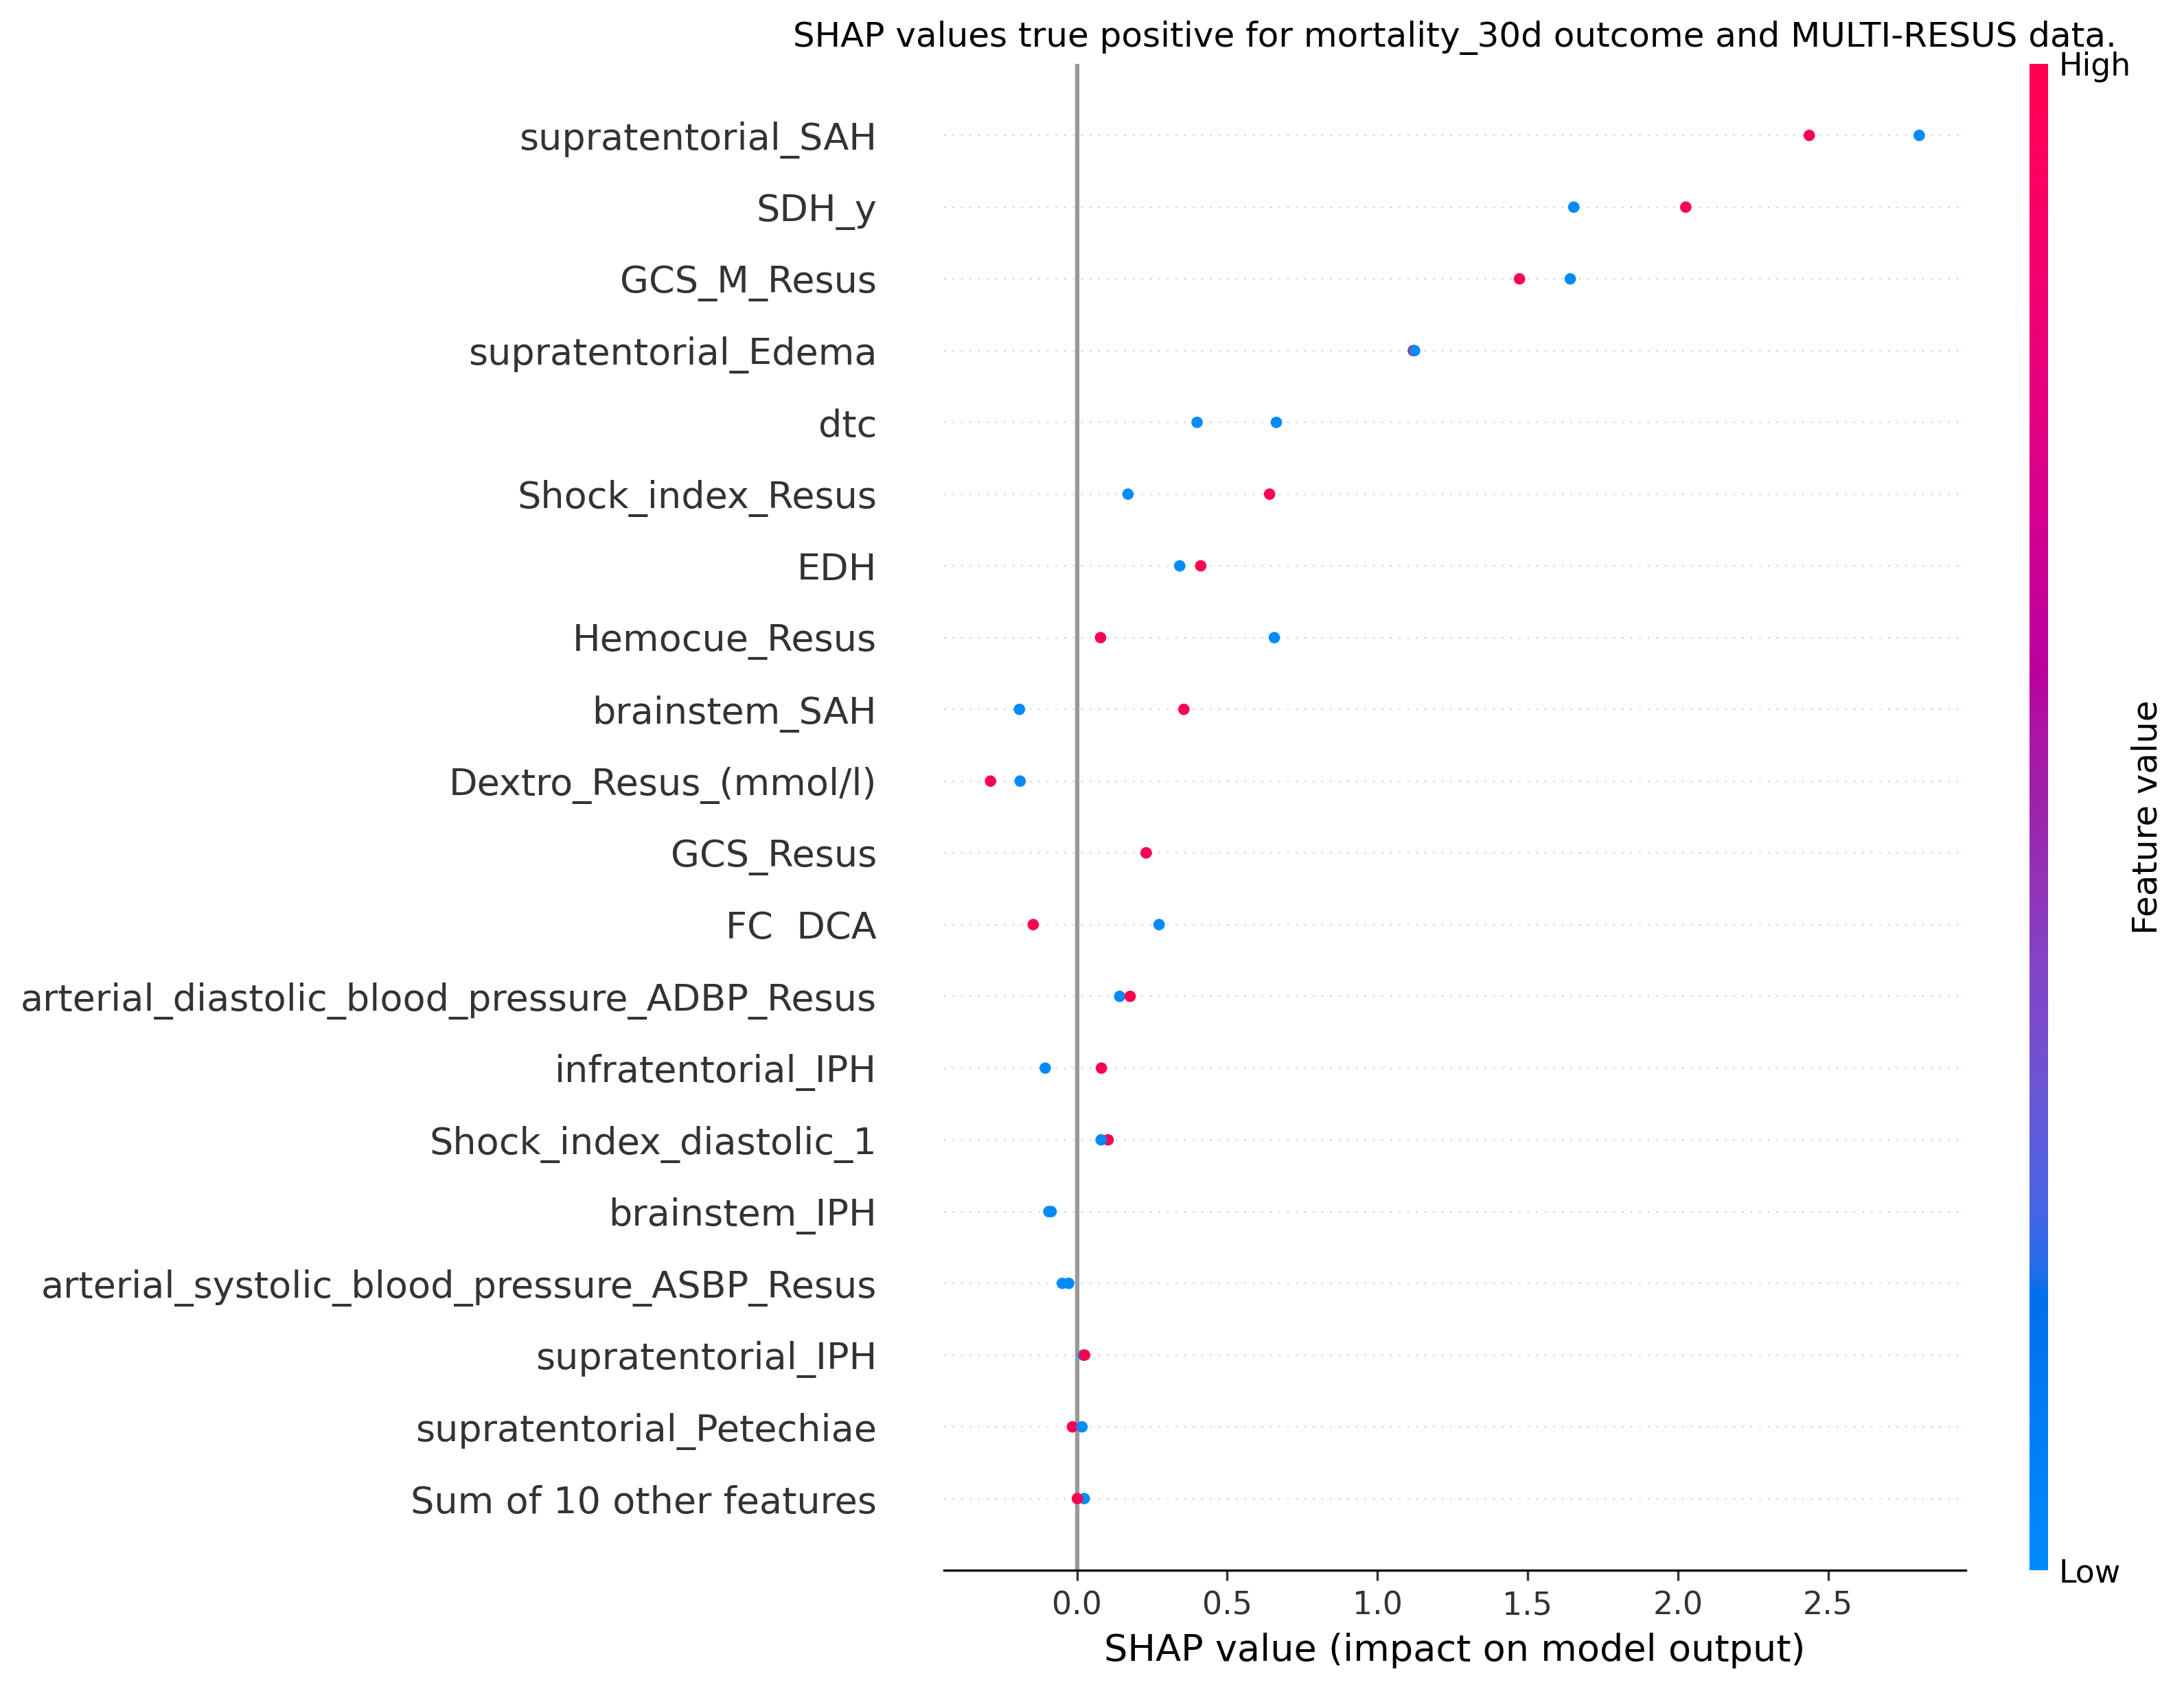 SHAP values true positive for mortality_30d outcome and MULTI-RESUS data.
High
supratentorial_SAH
SDH_y
GCS_M_Resus
supratentorial_Edema
dtc
Shock_index_Resus
EDH
Hemocue_Resus
brainstem_SAH
Dextro_Resus_(mmol/l)
GCS_Resus
FC  DCA
arterial_diastolic_blood_pressure_ADBP_Resus
infratentorial_IPH
Shock_index_diastolic_1
brainstem_IPH
arterial_systolic_blood_pressure_ASBP_Resus
supratentorial_IPH
supratentorial_Petechiae
Sum of 10 other features
Feature value
Low
0.0 0.5 1.0 1.5 2.0 2.5
SHAP value (impact on model output)